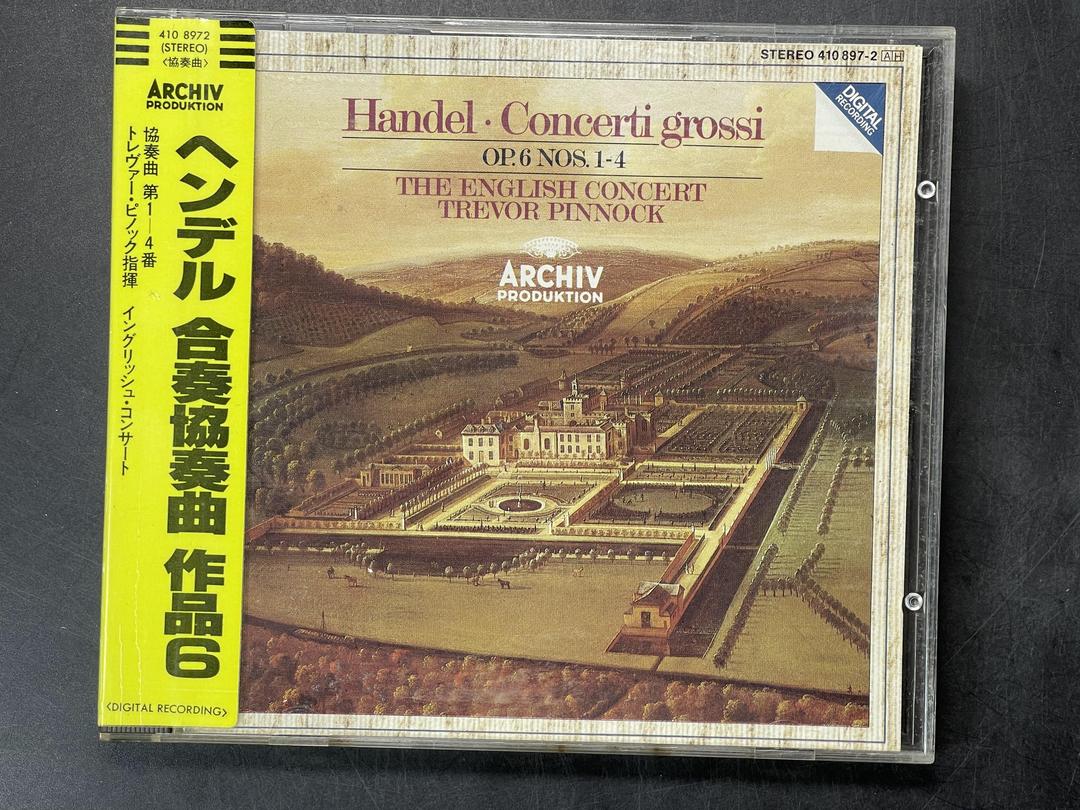 410 8972
(STEREO)
〈協奏曲〉
ARCHIV
PRODUKTION
ヘンデル 合奏協奏曲 作品6
協奏曲 第1—4番
トレヴァー・ピノック指揮 イングリッシュ・コンサート
〈DIGITAL RECORDING〉
STEREO 410 897-2 AH
DIGITAL
RECORDING
Handel · Concerti grossi
OP. 6 NOS. 1-4
THE ENGLISH CONCERT
TREVOR PINNOCK
ARCHIV
PRODUKTION